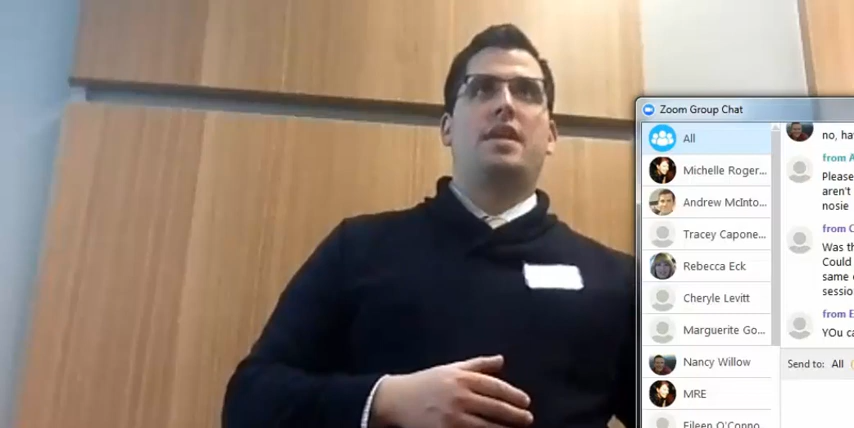 Zoom Group Chat
All
Michelle Roger...
Andrew McInto...
Tracey Capone...
Rebecca Eck
Cheryle Levitt
Marguerite Go...
Nancy Willow
MRE
Eileen O'Conno
no, ha
from A
Please
aren't
nosie
from C
Was th
Could
same
sessio
from E
YOu ca
Send to: All